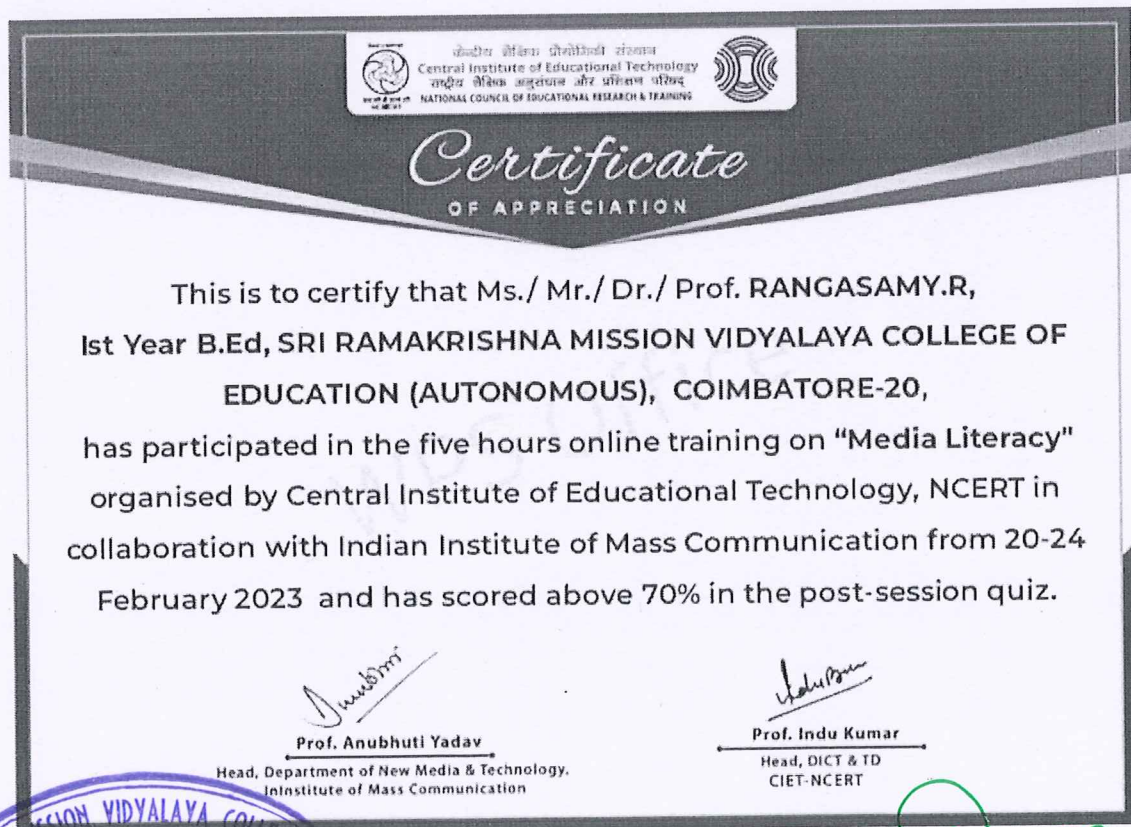 केन्द्रीय शैक्षिक प्रौद्योगिकी संस्थान
Central Institute of Educational Technology
राष्ट्रीय शैक्षिक अनुसंधान और प्रशिक्षण परिषद्
NATIONAL COUNCIL OF EDUCATIONAL RESEARCH & TRAINING
Certificate
OF APPRECIATION
This is to certify that Ms./ Mr./ Dr./ Prof. RANGASAMY.R,
Ist Year B.Ed, SRI RAMAKRISHNA MISSION VIDYALAYA COLLEGE OF
EDUCATION (AUTONOMOUS), COIMBATORE-20,
has participated in the five hours online training on "Media Literacy"
organised by Central Institute of Educational Technology, NCERT in
collaboration with Indian Institute of Mass Communication from 20-24
February 2023 and has scored above 70% in the post-session quiz.
WPS Office
Prof. Anubhuti Yadav
Head, Department of New Media & Technology,
InInstitute of Mass Communication
Prof. Indu Kumar
Head, DICT & TD
CIET-NCERT
VIDYALAYA